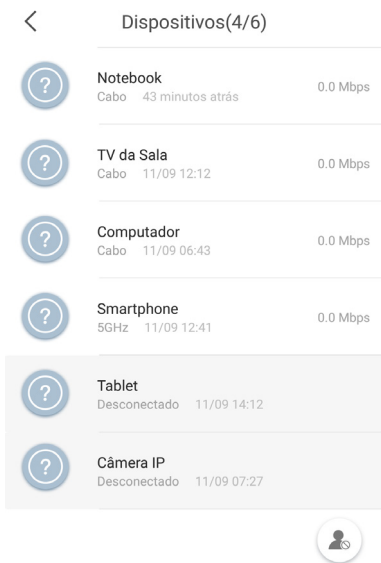 Dispositivos(4/6)
Notebook
Cabo 43 minutos atrás
0.0 Mbps
TV da Sala
Cabo 11/09 12:12
0.0 Mbps
Computador
Cabo 11/09 06:43
0.0 Mbps
Smartphone
5GHz 11/09 12:41
0.0 Mbps
Tablet
Desconectado 11/09 14:12
Câmera IP
Desconectado 11/09 07:27